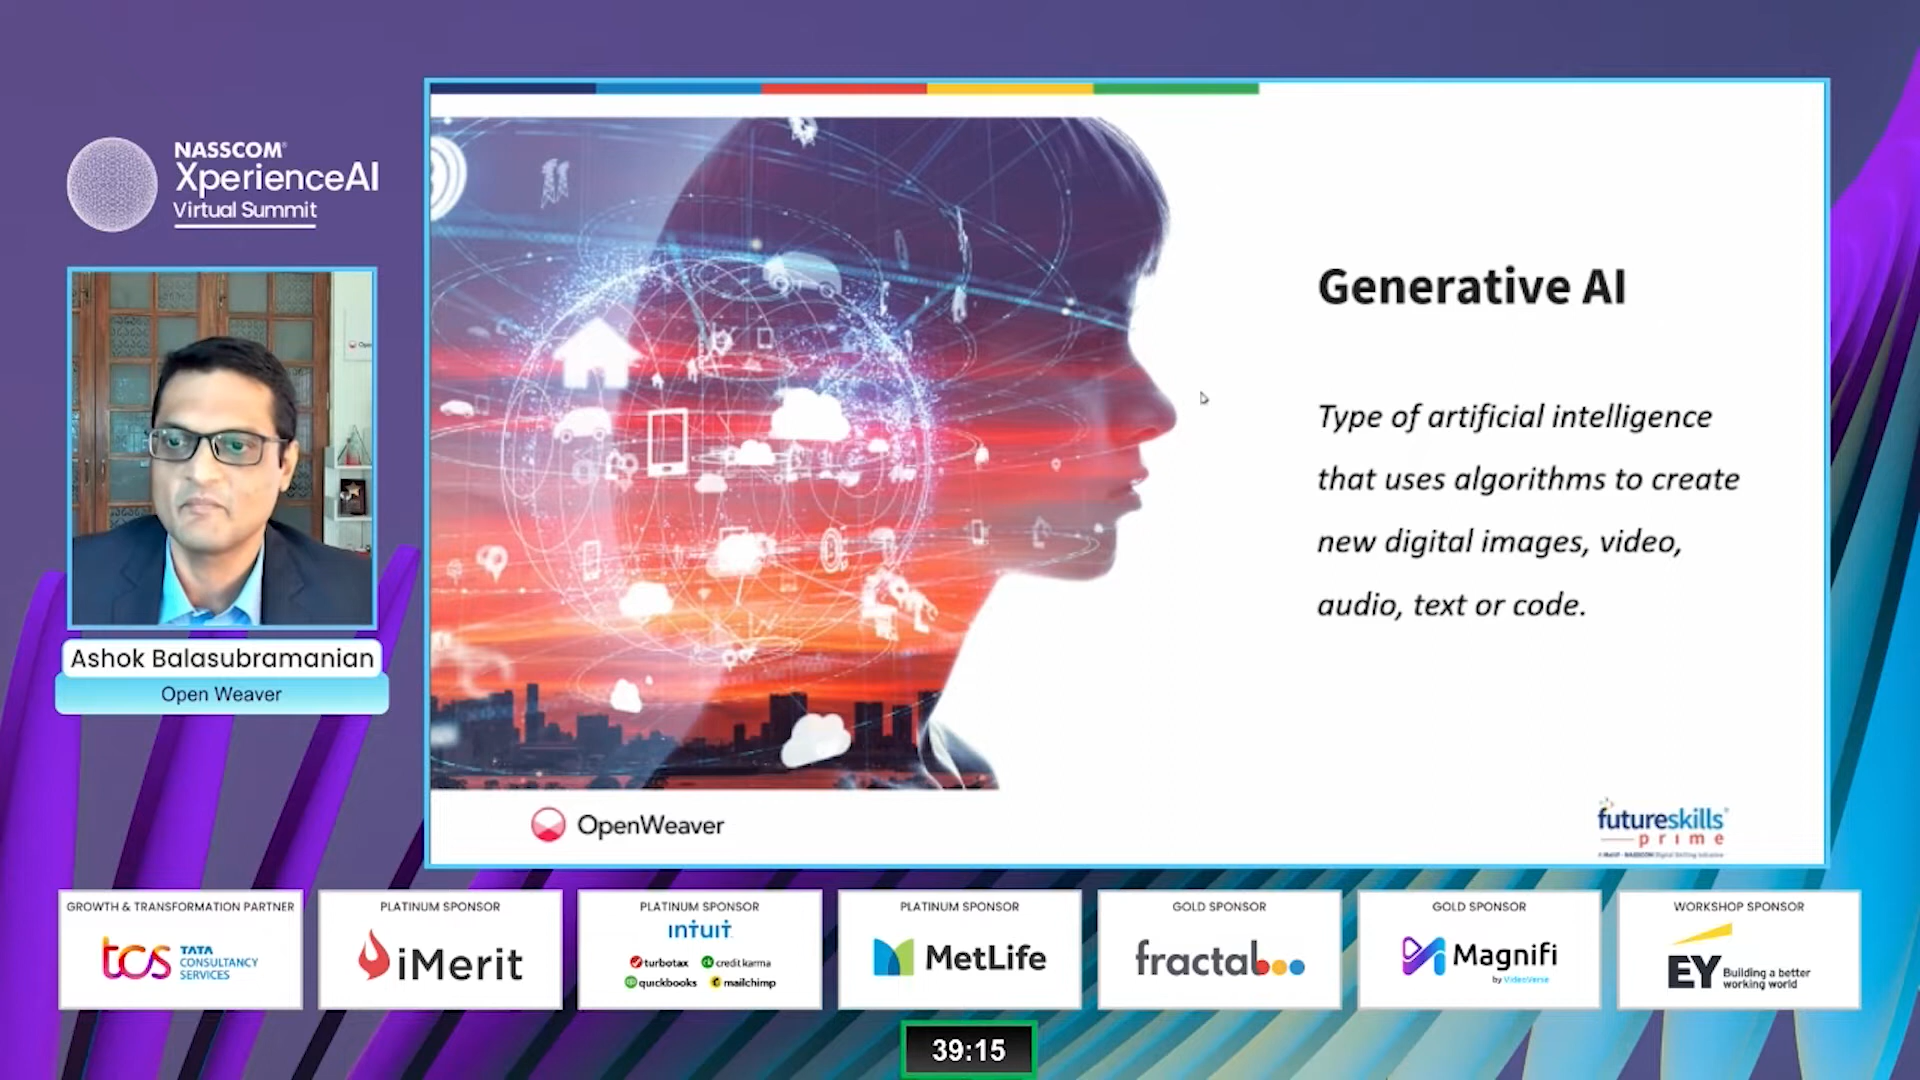 NASSCOM®
XperienceAI
Virtual Summit
Ashok Balasubramanian
Open Weaver
Generative AI
Type of artificial intelligence
that uses algorithms to create
new digital images, video,
audio, text or code.
OpenWeaver
futureskills
prime
GROWTH & TRANSFORMATION PARTNER
tcs TATA
CONSULTANCY
SERVICES
PLATINUM SPONSOR
iMerit
PLATINUM SPONSOR
INTUIT
turbotax creditkarma
quickbooks mailchimp
PLATINUM SPONSOR
MetLife
GOLD SPONSOR
fractal
GOLD SPONSOR
Magnifi
by VideoVerse
WORKSHOP SPONSOR
EY Building a better
working world
39:15